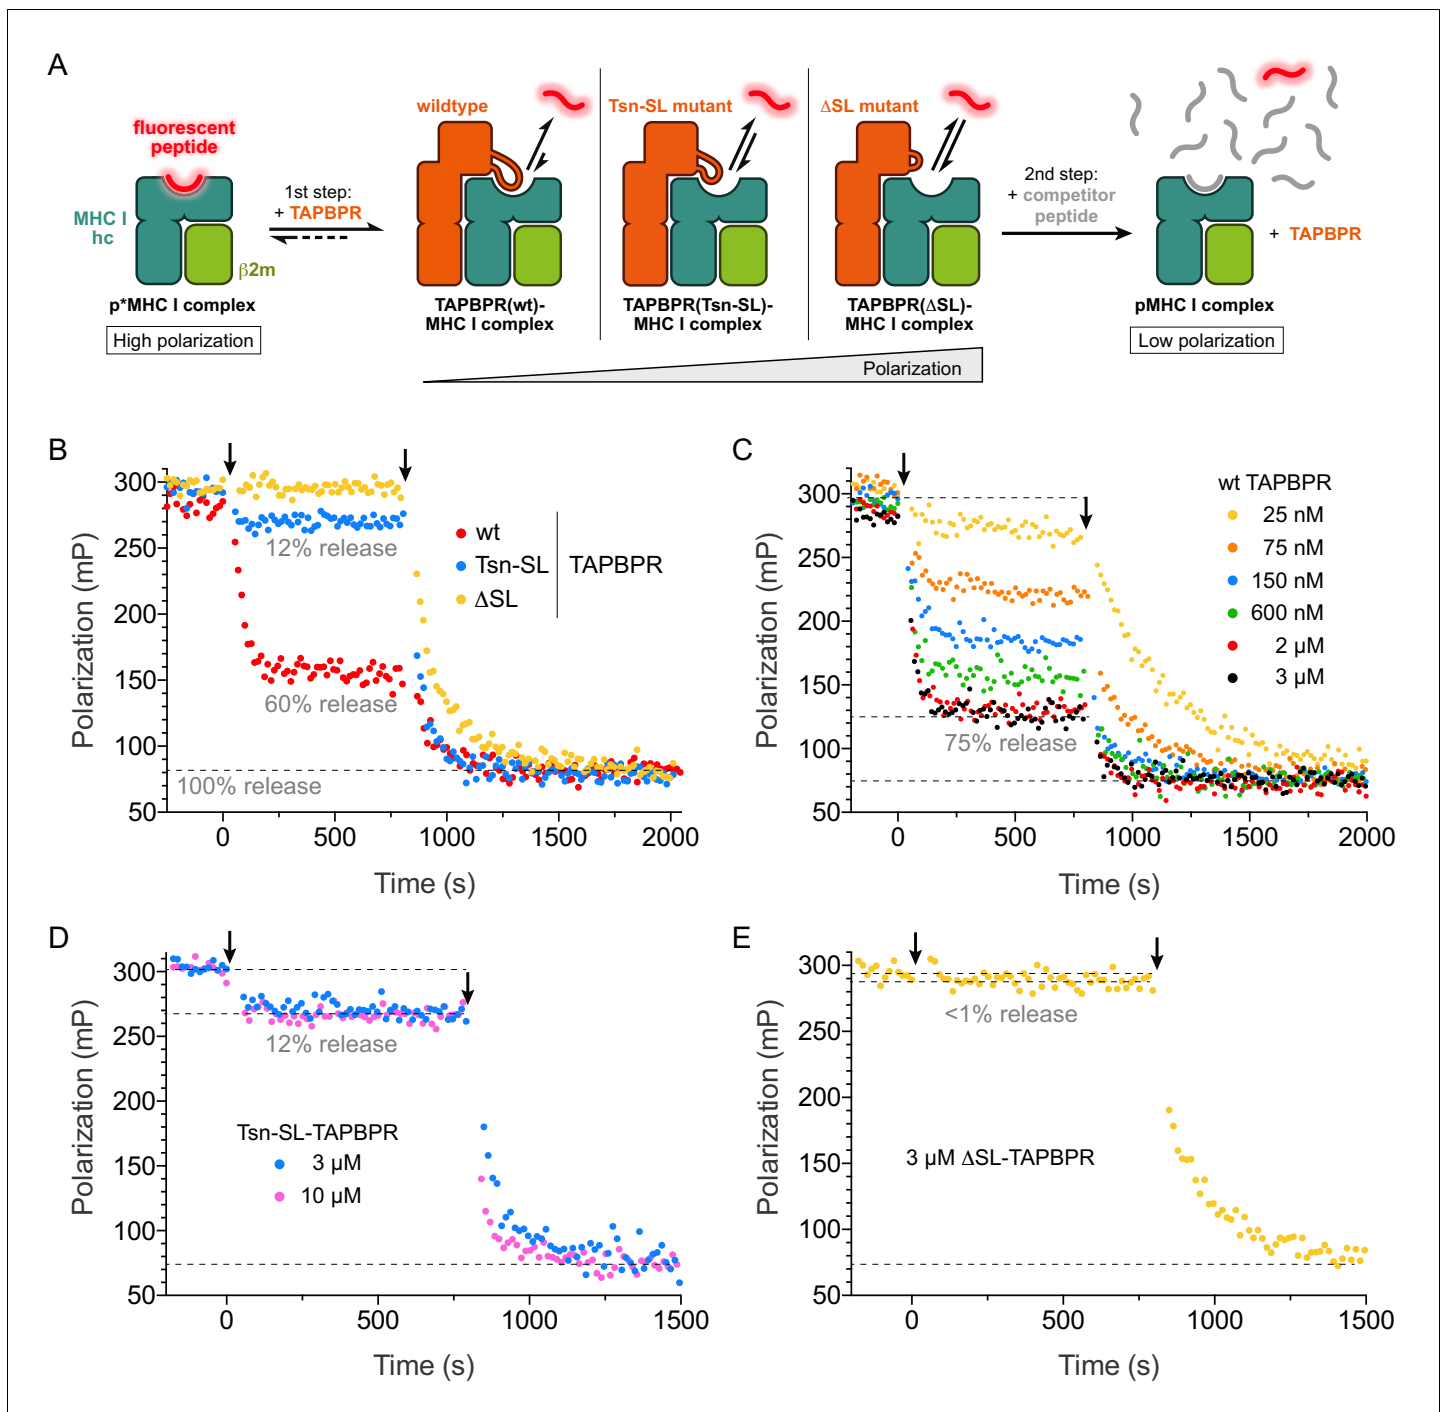 A
fluorescent
peptide
MHC I
hc
β2m
p*MHC I complex
High polarization
1st step:
+ TAPBPR
wildtype
TAPBPR(wt)-
MHC I complex
Tsn-SL mutant
TAPBPR(Tsn-SL)-
MHC I complex
ΔSL mutant
TAPBPR(ΔSL)-
MHC I complex
Polarization
2nd step:
+ competitor
peptide
+ TAPBPR
pMHC I complex
Low polarization
B
Polarization (mP)
300
250
200
150
100
50
12% release
60% release
100% release
wt
Tsn-SL
ΔSL
TAPBPR
0
500
1000
1500
2000
Time (s)
C
Polarization (mP)
300
250
200
150
100
50
75% release
wt TAPBPR
25 nM
75 nM
150 nM
600 nM
2 µM
3 µM
0
500
1000
1500
2000
Time (s)
D
Polarization (mP)
300
250
200
150
100
50
12% release
Tsn-SL-TAPBPR
3 µM
10 µM
0
500
1000
1500
Time (s)
E
Polarization (mP)
300
250
200
150
100
50
<1% release
3 µM ΔSL-TAPBPR
0
500
1000
1500
Time (s)